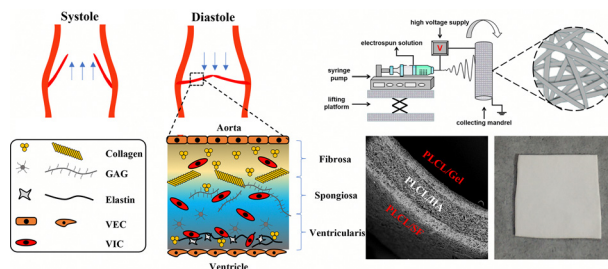 Systole
Diastole
high voltage supply
V
electrospun solution
syringe
pump
lifting
platform
collecting mandrel
Aorta
Collagen
GAG
Elastin
VEC
VIC
Fibrosa
Spongiosa
Ventricularis
Ventricle
PLCL/Gel
PLCL/HA
PLCL/SF